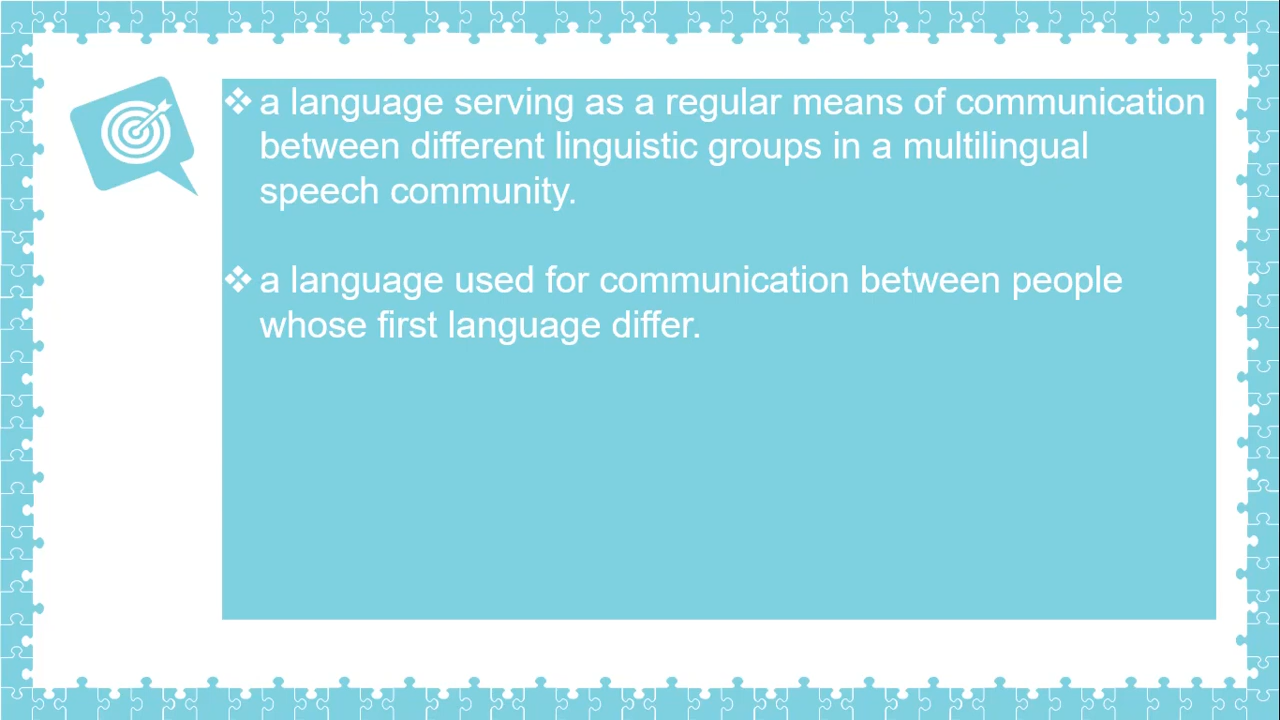 ❖ a language serving as a regular means of communication
between different linguistic groups in a multilingual
speech community.
❖ a language used for communication between people
whose first language differ.